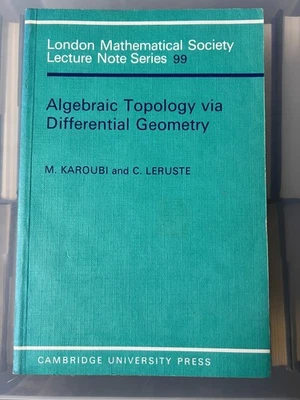 London Mathematical Society
Lecture Note Series 99
Algebraic Topology via
Differential Geometry
M. KAROUBI and C. LERUSTE
CAMBRIDGE UNIVERSITY PRESS